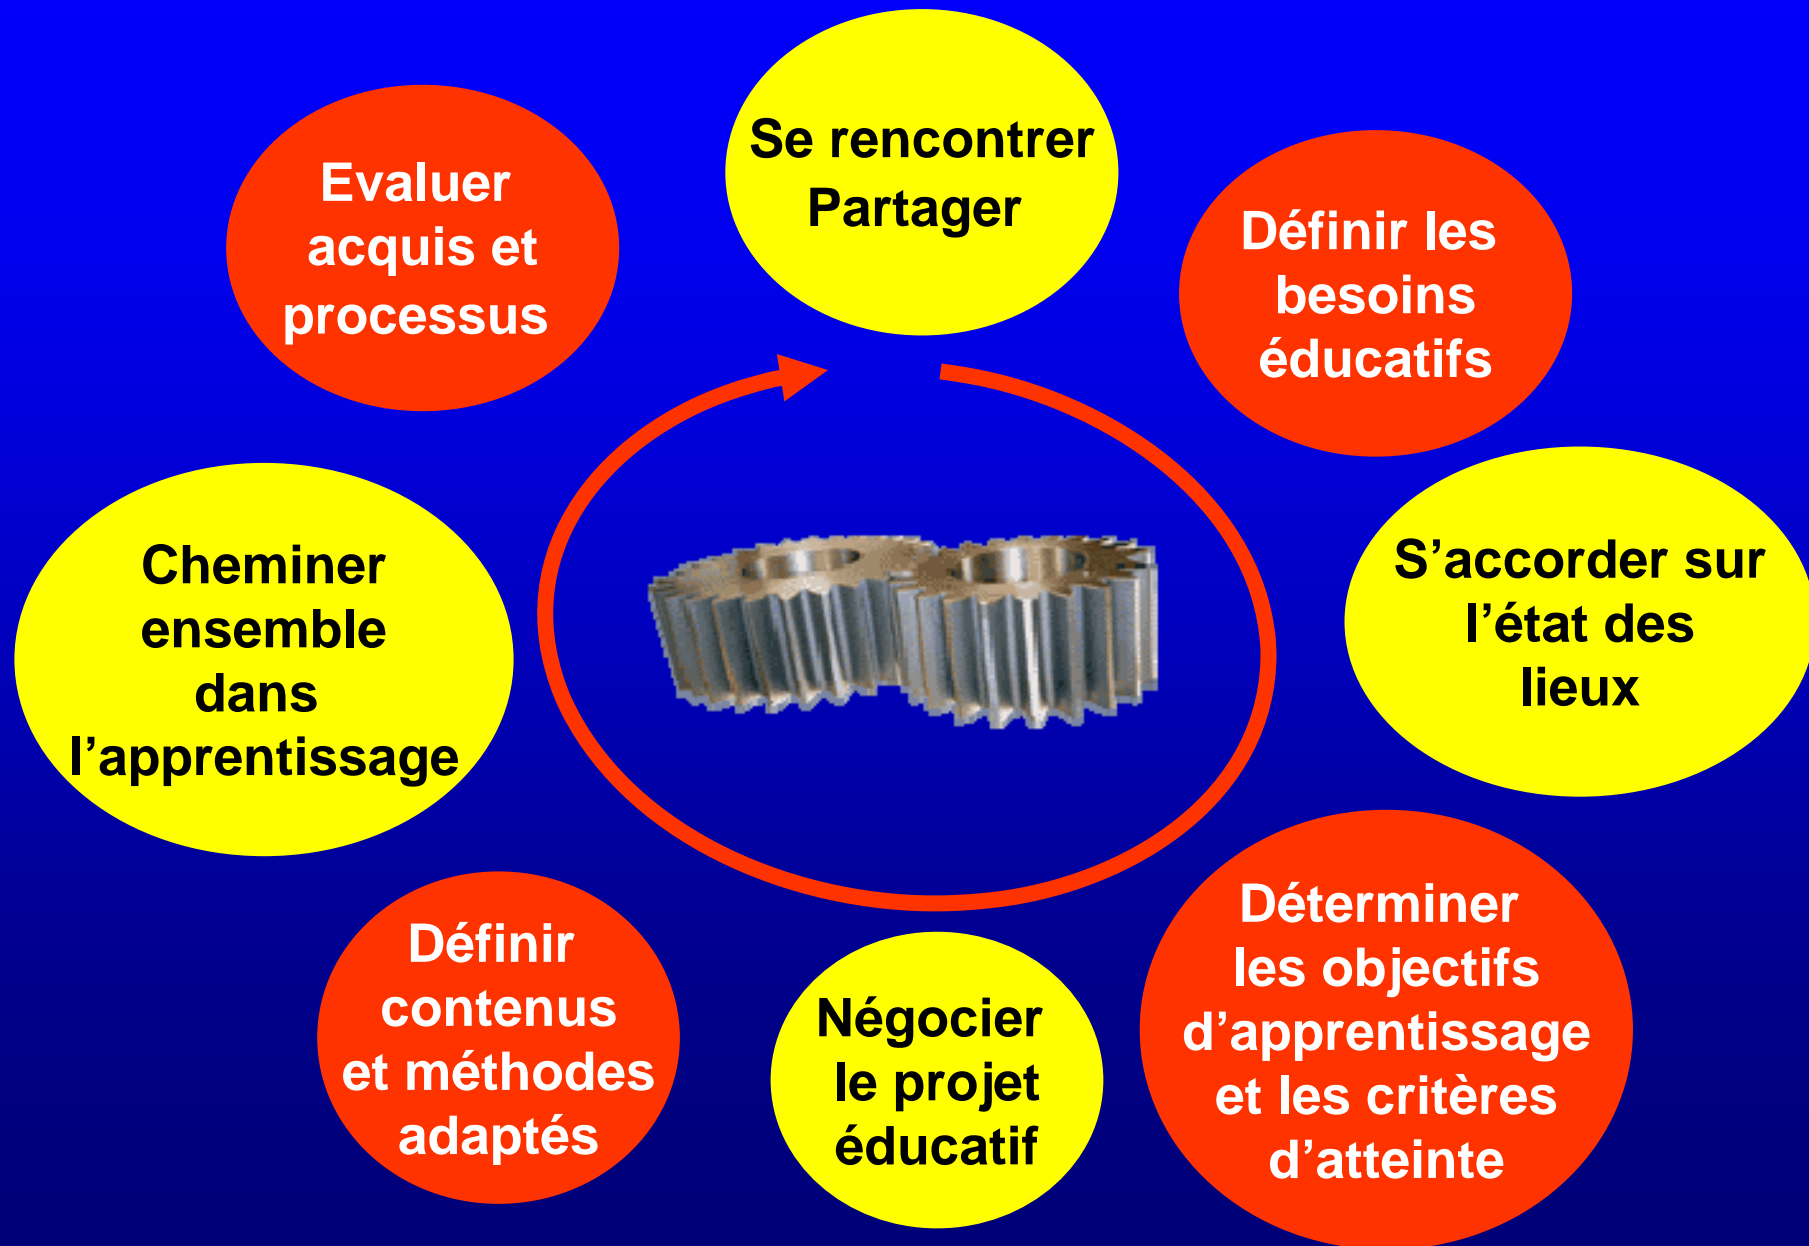 Se rencontrer
Partager
Définir les
besoins
éducatifs
S’accorder sur
l’état des
lieux
Déterminer
les objectifs
d’apprentissage
et les critères
d’atteinte
Négocier
le projet
éducatif
Définir
contenus
et méthodes
adaptés
Cheminer
ensemble
dans
l’apprentissage
Evaluer
acquis et
processus